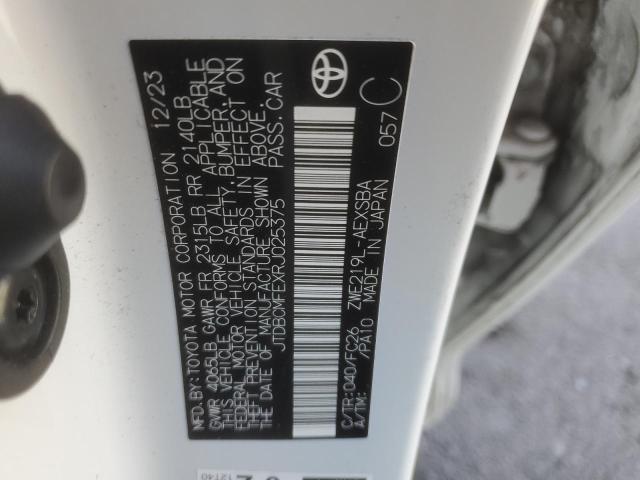 MFD.BY:TOYOTA MOTOR CORPORATION 12/23
GVWR 4065LB GAWR FR 2315LB RR 2140LB
THIS VEHICLE CONFORMS TO ALL APPLICABLE
FEDERAL MOTOR VEHICLE SAFETY, BUMPER, AND
THEFT PREVENTION STANDARDS IN EFFECT ON
THE DATE OF MANUFACTURE SHOWN ABOVE.
JTDBCMFEXRJ025375 PASS.CAR
C/TR:040/FC26 ZWE219L-AEXSBA
A/TM: /PA10 MADE IN JAPAN 057 C
12T40